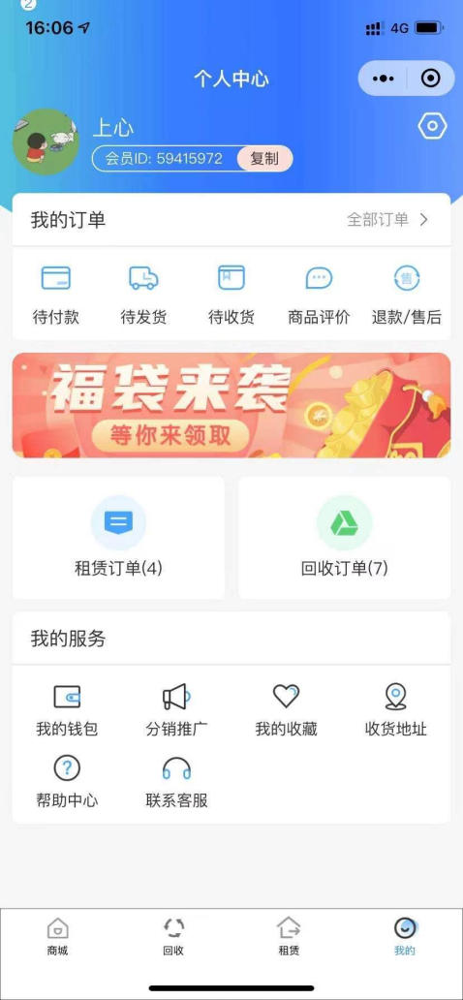 2
16:06
4G
个人中心
上心
会员ID: 59415972 复制
我的订单 全部订单
售
待付款 待发货 待收货 商品评价 退款/售后
福袋来袭
等你来领取
租赁订单(4) 回收订单(7)
我的服务
我的钱包 分销推广 我的收藏 收货地址
?
帮助中心 联系客服
商城 回收 租赁 我的